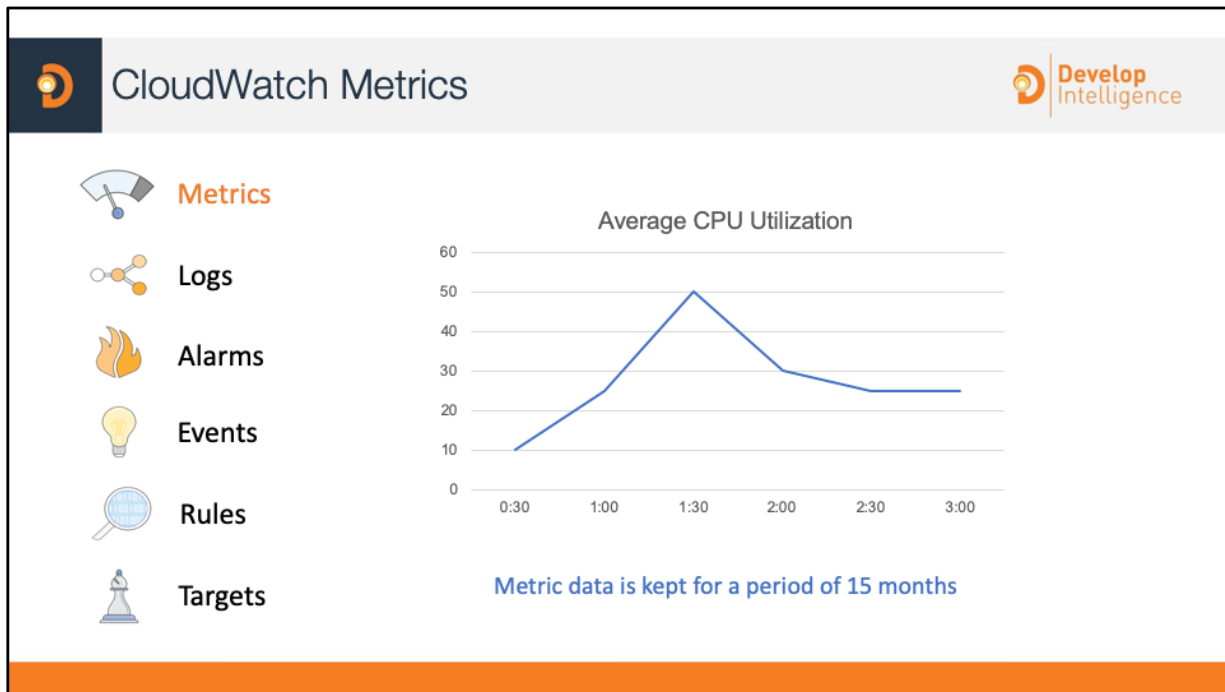 CloudWatch Metrics
Develop
Intelligence
Metrics
Logs
Alarms
Events
Rules
Targets
Average CPU Utilization
60
50
40
30
20
10
0
0:30 1:00 1:30 2:00 2:30 3:00
Metric data is kept for a period of 15 months